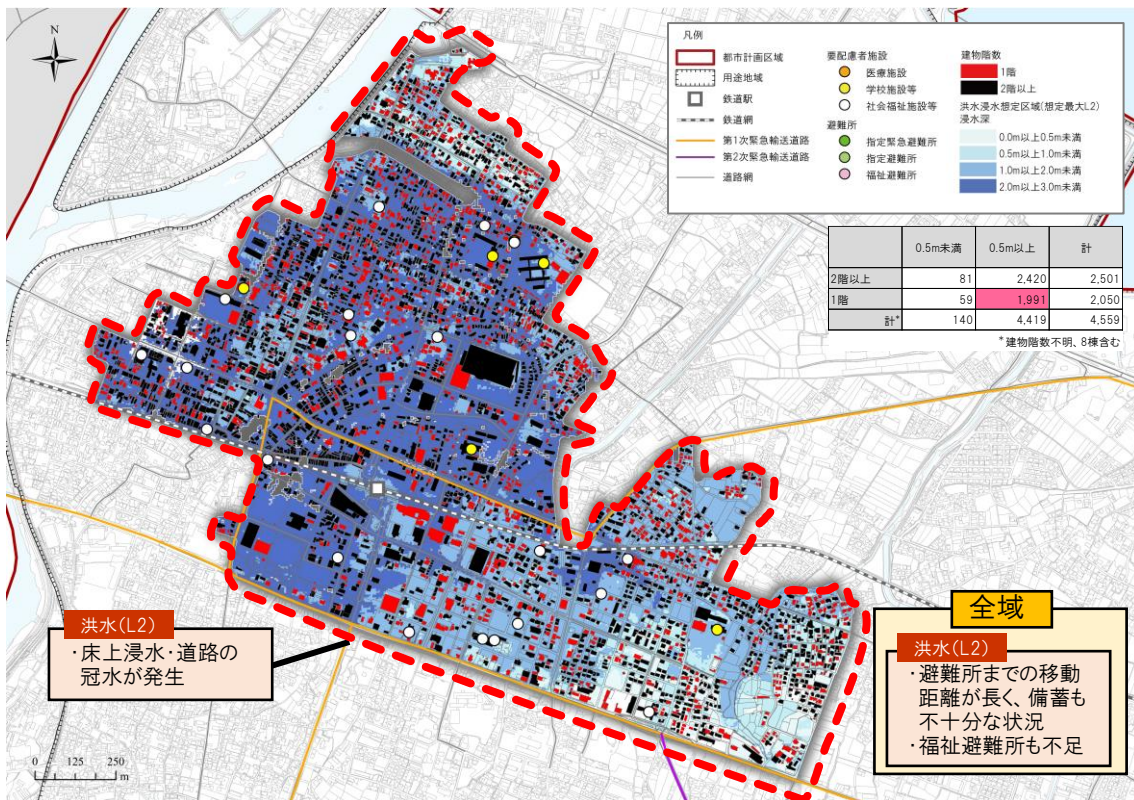 N
凡例
都市計画区域
用途地域
鉄道駅
鉄道網
第1次緊急輸送道路
第2次緊急輸送道路
道路網
要配慮者施設
医療施設
学校施設等
社会福祉施設等
避難所
指定緊急避難所
指定避難所
福祉避難所
建物階数
1階
2階以上
洪水浸水想定区域(想定最大L2)
浸水深
0.0m以上0.5m未満
0.5m以上1.0m未満
1.0m以上2.0m未満
2.0m以上3.0m未満
0.5m未満 0.5m以上 計
2階以上 81 2,420 2,501
1階 59 1,991 2,050
計* 140 4,419 4,559
*建物階数不明、8棟含む
洪水(L2)
・床上浸水・道路の
冠水が発生
全域
洪水(L2)
・避難所までの移動
距離が長く、備蓄も
不十分な状況
・福祉避難所も不足
0 125 250
m